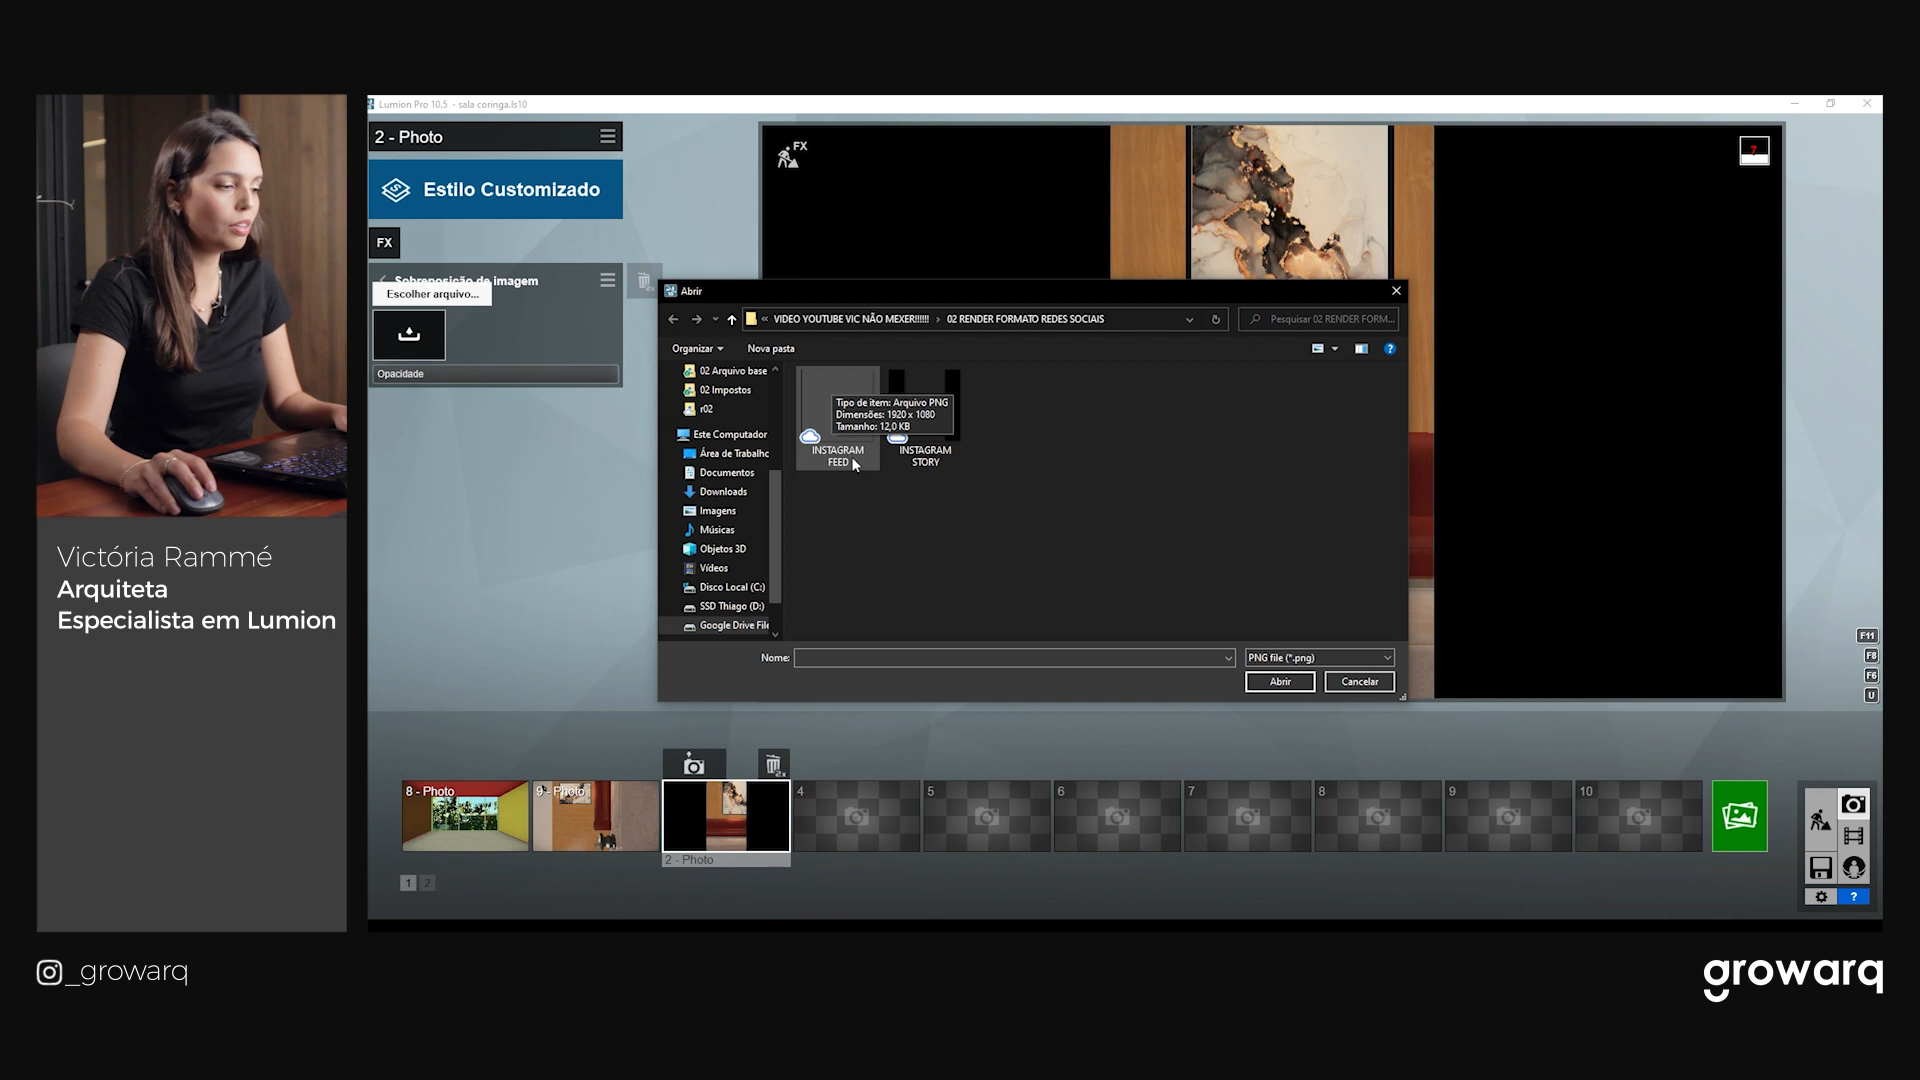 Lumion Pro 10.5 - sala coringa.ls10
2 - Photo
Estilo Customizado
FX
Sobreposição de imagem
Escolher arquivo...
Opacidade
FX
7
Abrir
« VIDEO YOUTUBE VIC NÃO MEXER!!!!!! › 02 RENDER FORMATO REDES SOCIAIS
Pesquisar 02 RENDER FORM...
Organizar
Nova pasta
?
02 Arquivo base
02 Impostos
r02
Este Computador
Área de Trabalho
Documentos
Downloads
Imagens
Músicas
Objetos 3D
Vídeos
Disco Local (C:)
SSD Thiago (D:)
Google Drive File
Tipo de item: Arquivo PNG
Dimensões: 1920 x 1080
Tamanho: 12,0 KB
INSTAGRAM
FEED
INSTAGRAM
STORY
Nome:
PNG file (*.png)
Abrir
Cancelar
F11
F8
F6
U
8 - Photo
9 - Photo
2 - Photo
4
5
6
7
8
9
10
1
2
?
Victória Rammé
Arquiteta
Especialista em Lumion
_growarq
growarq